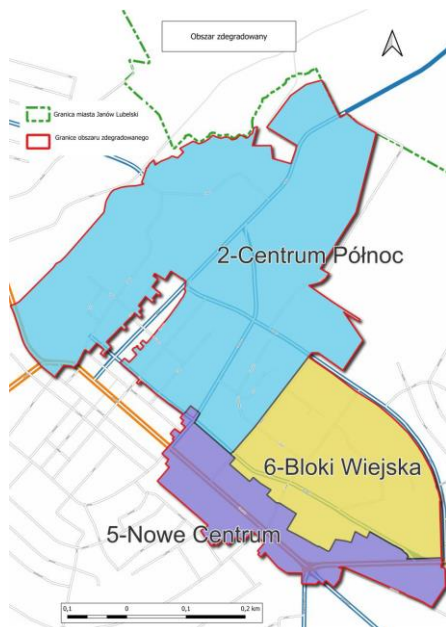 Obszar zdegradowany
Granica miasta Janów Lubelski
Granice obszaru zdegradowanego
2-Centrum Północ
6-Bloki Wiejska
5-Nowe Centrum
0,1 0 0,1 0,2 km